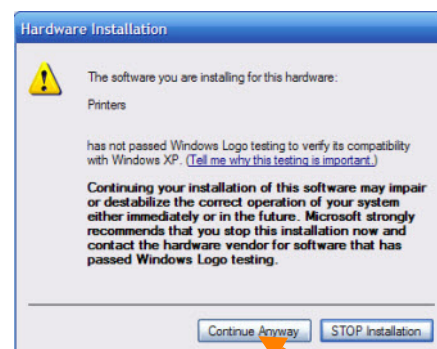 Hardware Installation
The software you are installing for this hardware:
Printers
has not passed Windows Logo testing to verify its compatibility
with Windows XP. (Tell me why this testing is important.)
Continuing your installation of this software may impair
or destabilize the correct operation of your system
either immediately or in the future. Microsoft strongly
recommends that you stop this installation now and
contact the hardware vendor for software that has
passed Windows Logo testing.
Continue Anyway STOP Installation